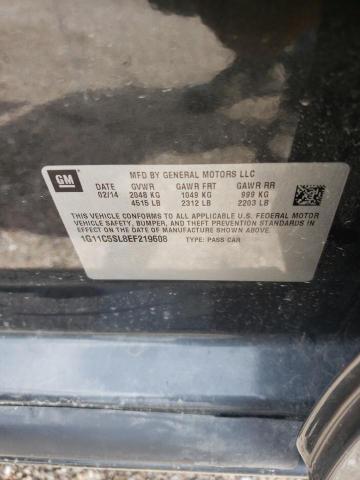 GM
MFD BY GENERAL MOTORS LLC
DATE GVWR GAWR FRT GAWR RR
02/14 2048 KG 1049 KG 999 KG
4515 LB 2312 LB 2203 LB
THIS VEHICLE CONFORMS TO ALL APPLICABLE U.S. FEDERAL MOTOR
VEHICLE SAFETY, BUMPER, AND THEFT PREVENTION STANDARDS IN
EFFECT ON THE DATE OF MANUFACTURE SHOWN ABOVE.
1G11C5SL8EF219608 TYPE: PASS CAR